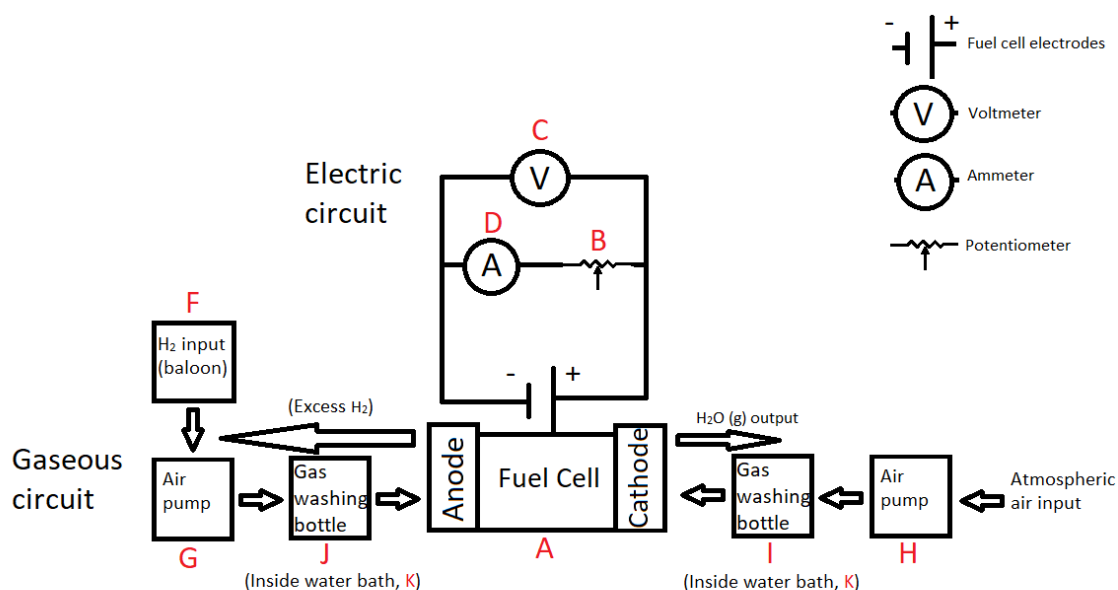 - +
Fuel cell electrodes
V
Voltmeter
A
Ammeter
Potentiometer
C
V
Electric
circuit
D
A
B
F
H₂ input
(baloon)
- +
(Excess H₂)
H₂O (g) output
Gaseous
circuit
Air
pump
G
Gas
washing
bottle
J
(Inside water bath, K)
Anode
Fuel Cell
Cathode
A
Gas
washing
bottle
I
(Inside water bath, K)
Air
pump
H
Atmospheric
air input